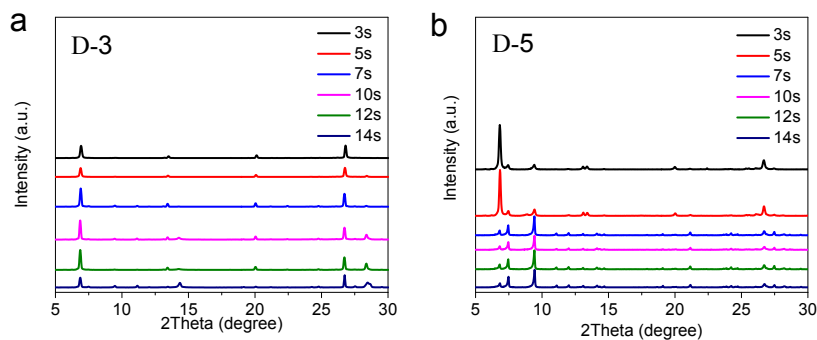 a
D-3
3s
5s
7s
10s
12s
14s
Intensity (a.u.)
5 10 15 20 25 30
2Theta (degree)
b
D-5
3s
5s
7s
10s
12s
14s
Intensity (a.u.)
5 10 15 20 25 30
2Theta (degree)